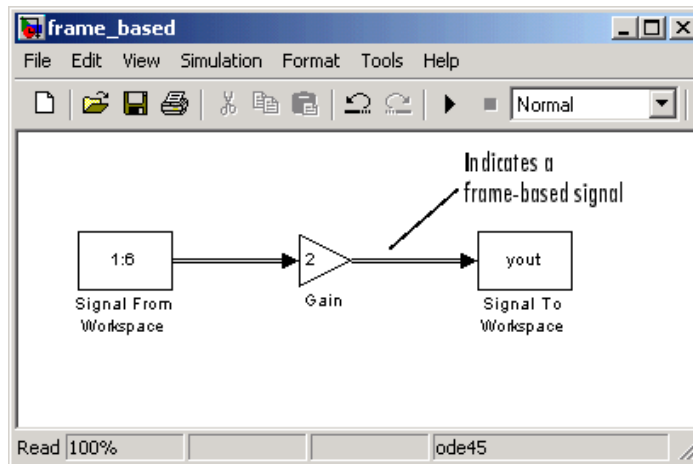 frame_based
File Edit View Simulation Format Tools Help
Normal
Indicates a
frame-based signal
1:6
2
yout
Signal From
Workspace
Gain
Signal To
Workspace
Read 100% ode45